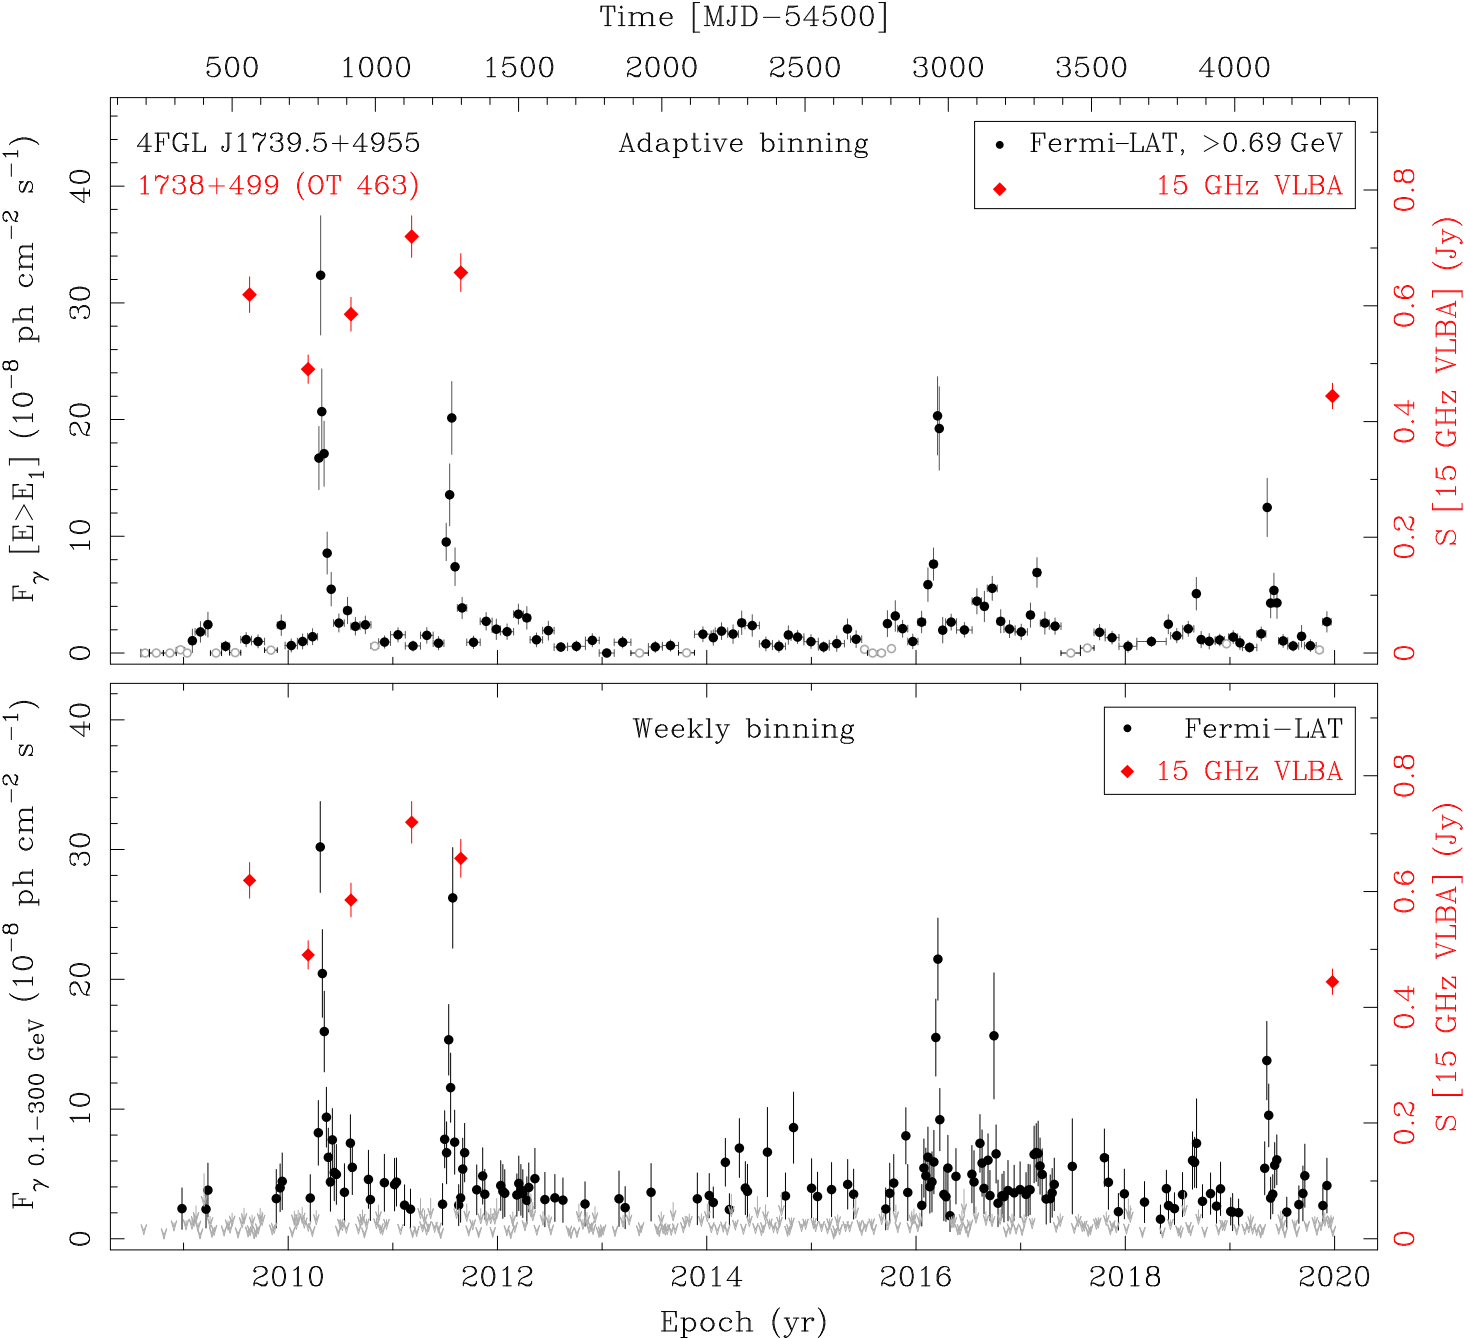 Time [MJD−54500]
500 1000 1500 2000 2500 3000 3500 4000
4FGL J1739.5+4955
1738+499 (OT 463)
Adaptive binning
Fermi−LAT, >0.69 GeV
15 GHz VLBA
F_γ [E>E_1] (10^−8 ph cm^−2 s^−1)
0 10 20 30 40
S [15 GHz VLBA] (Jy)
0 0.2 0.4 0.6 0.8
Weekly binning
Fermi−LAT
15 GHz VLBA
F_γ 0.1−300 GeV (10^−8 ph cm^−2 s^−1)
0 10 20 30 40
S [15 GHz VLBA] (Jy)
0 0.2 0.4 0.6 0.8
2010 2012 2014 2016 2018 2020
Epoch (yr)